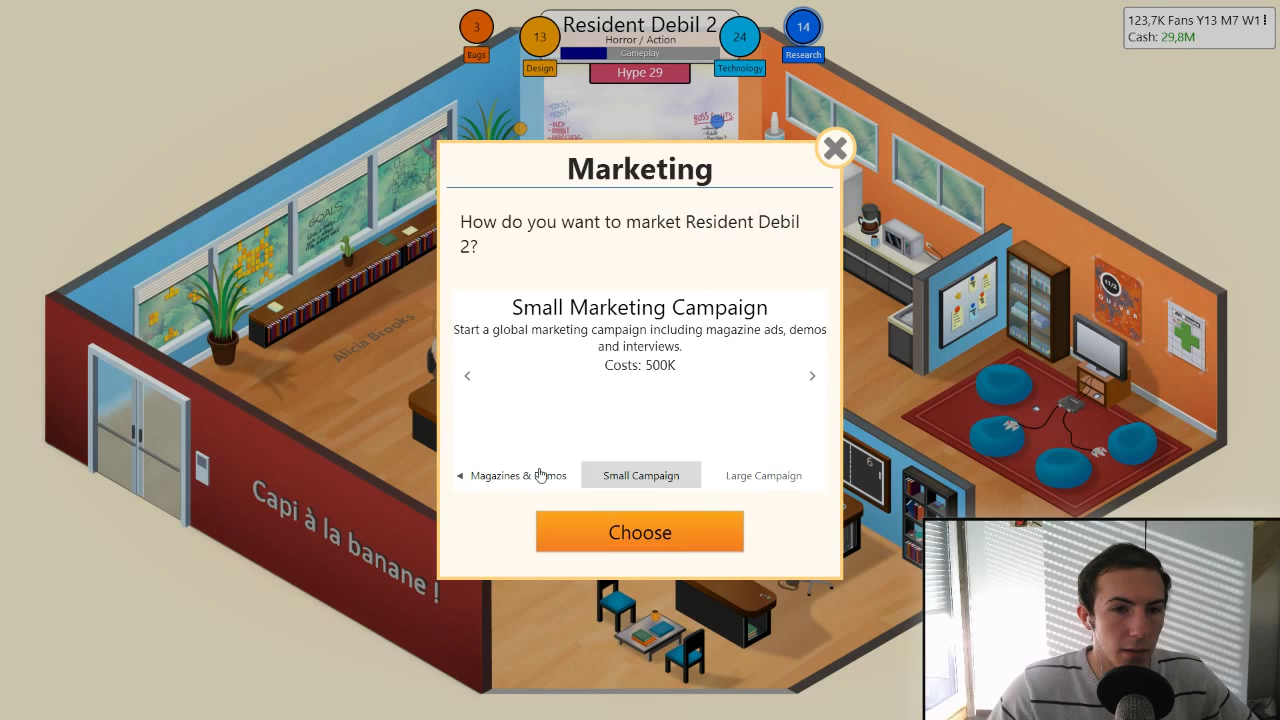 3
Bugs
13
Design
Resident Debil 2
Horror / Action
Gameplay
Hype 29
24
Technology
14
Research
123,7K Fans Y13 M7 W1
Cash: 29,8M
GOALS
Marketing
How do you want to market Resident Debil
2?
Small Marketing Campaign
Start a global marketing campaign including magazine ads, demos
and interviews.
Costs: 500K
Small Campaign
Large Campaign
Choose
Alicia Brooks
Capi à la banane !